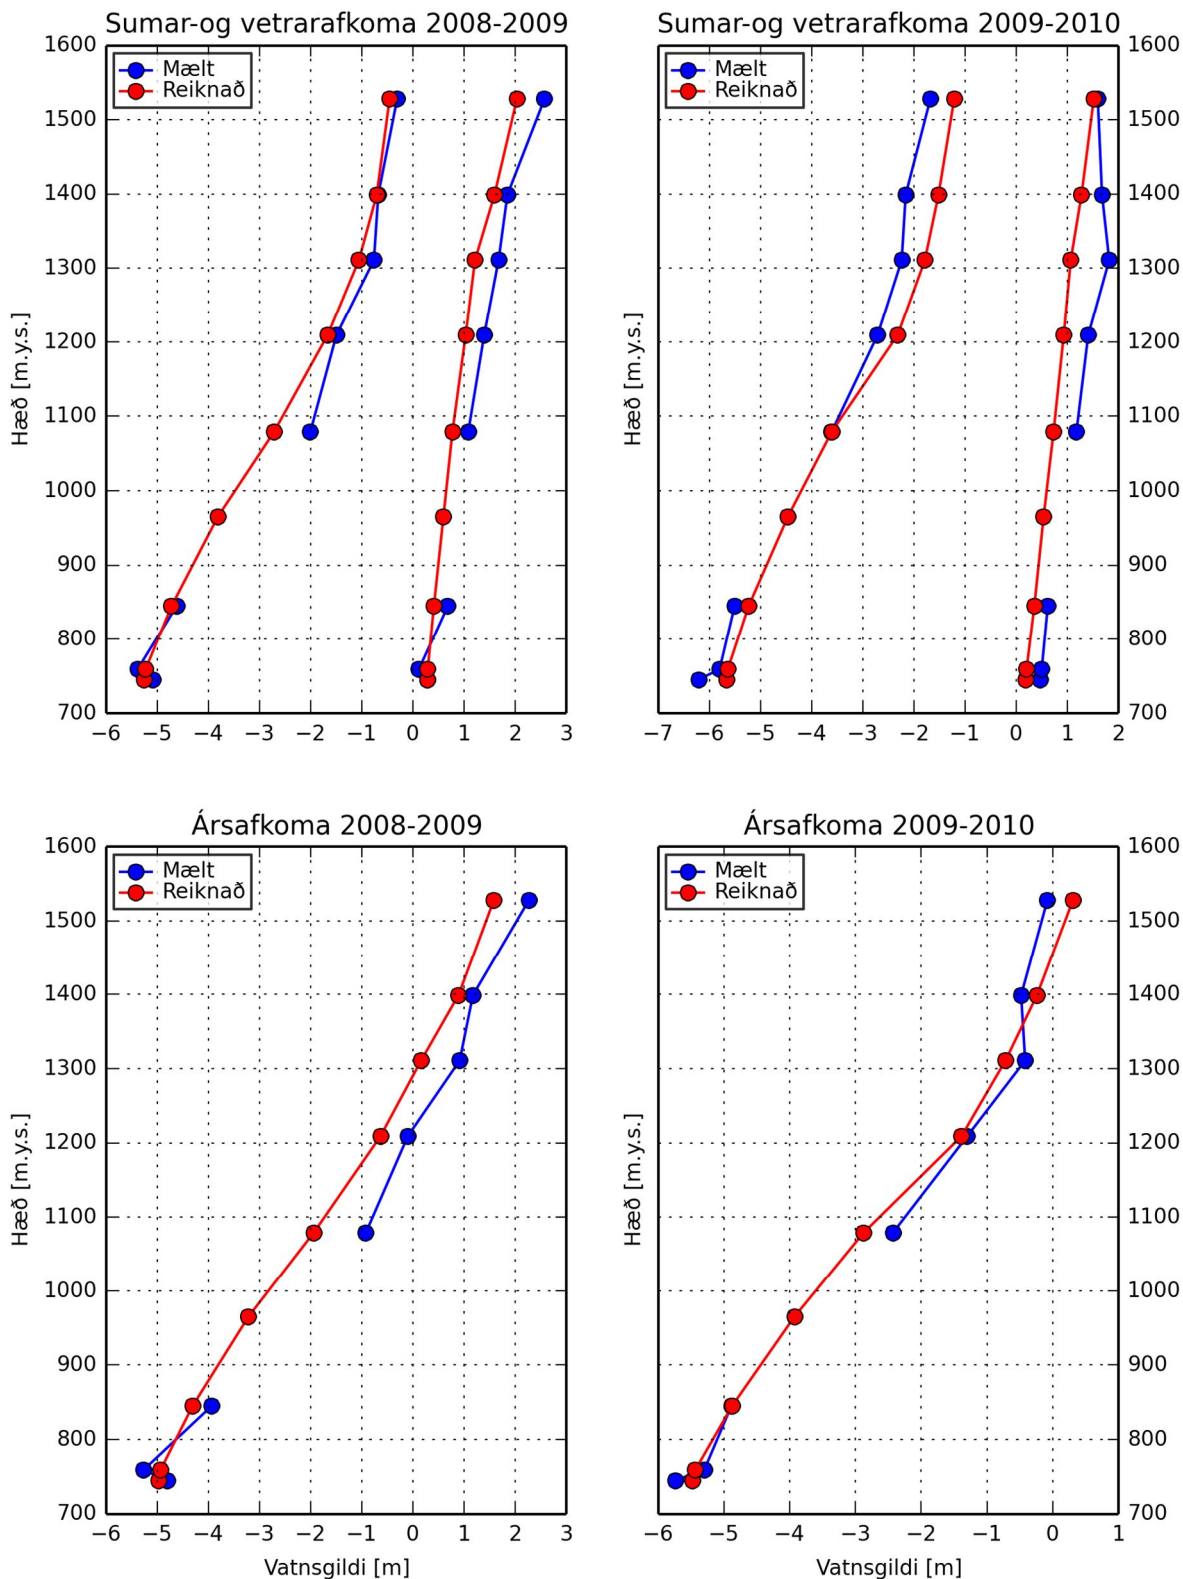 Sumar-og vetrarafkoma 2008-2009
Mælt
Reiknað
1600
1500
1400
1300
1200
1100
1000
900
800
700
Hæð [m.y.s.]
−6 −5 −4 −3 −2 −1 0 1 2 3
Sumar-og vetrarafkoma 2009-2010
Mælt
Reiknað
1600
1500
1400
1300
1200
1100
1000
900
800
700
Hæð [m.y.s.]
−7 −6 −5 −4 −3 −2 −1 0 1 2
Ársafkoma 2008-2009
Mælt
Reiknað
1600
1500
1400
1300
1200
1100
1000
900
800
700
Hæð [m.y.s.]
−6 −5 −4 −3 −2 −1 0 1 2 3
Vatnsgildi [m]
Ársafkoma 2009-2010
Mælt
Reiknað
1600
1500
1400
1300
1200
1100
1000
900
800
700
Hæð [m.y.s.]
−6 −5 −4 −3 −2 −1 0 1
Vatnsgildi [m]